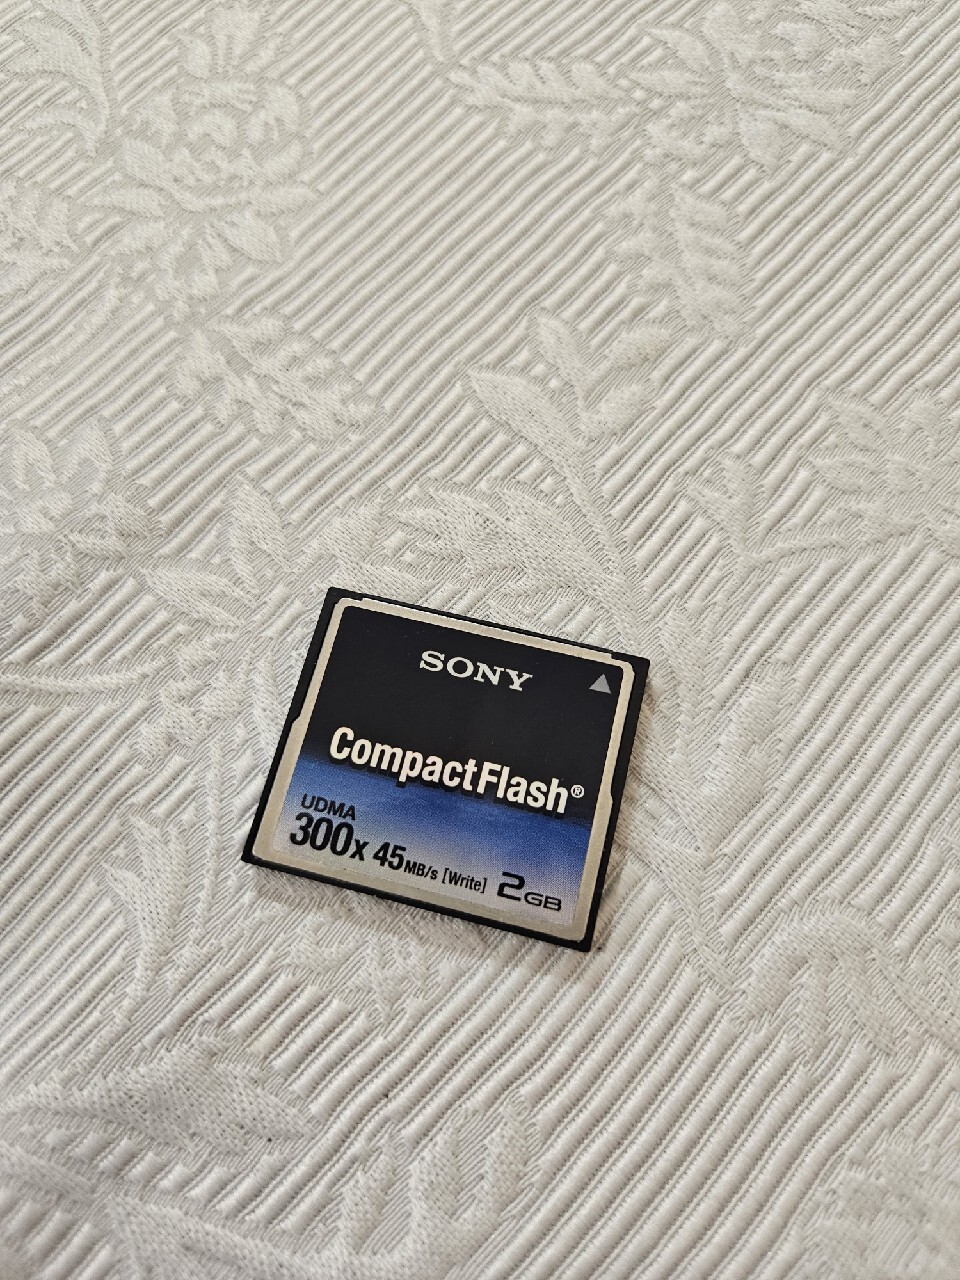 SONY
CompactFlash®
UDMA
300x 45MB/s [Write] 2GB